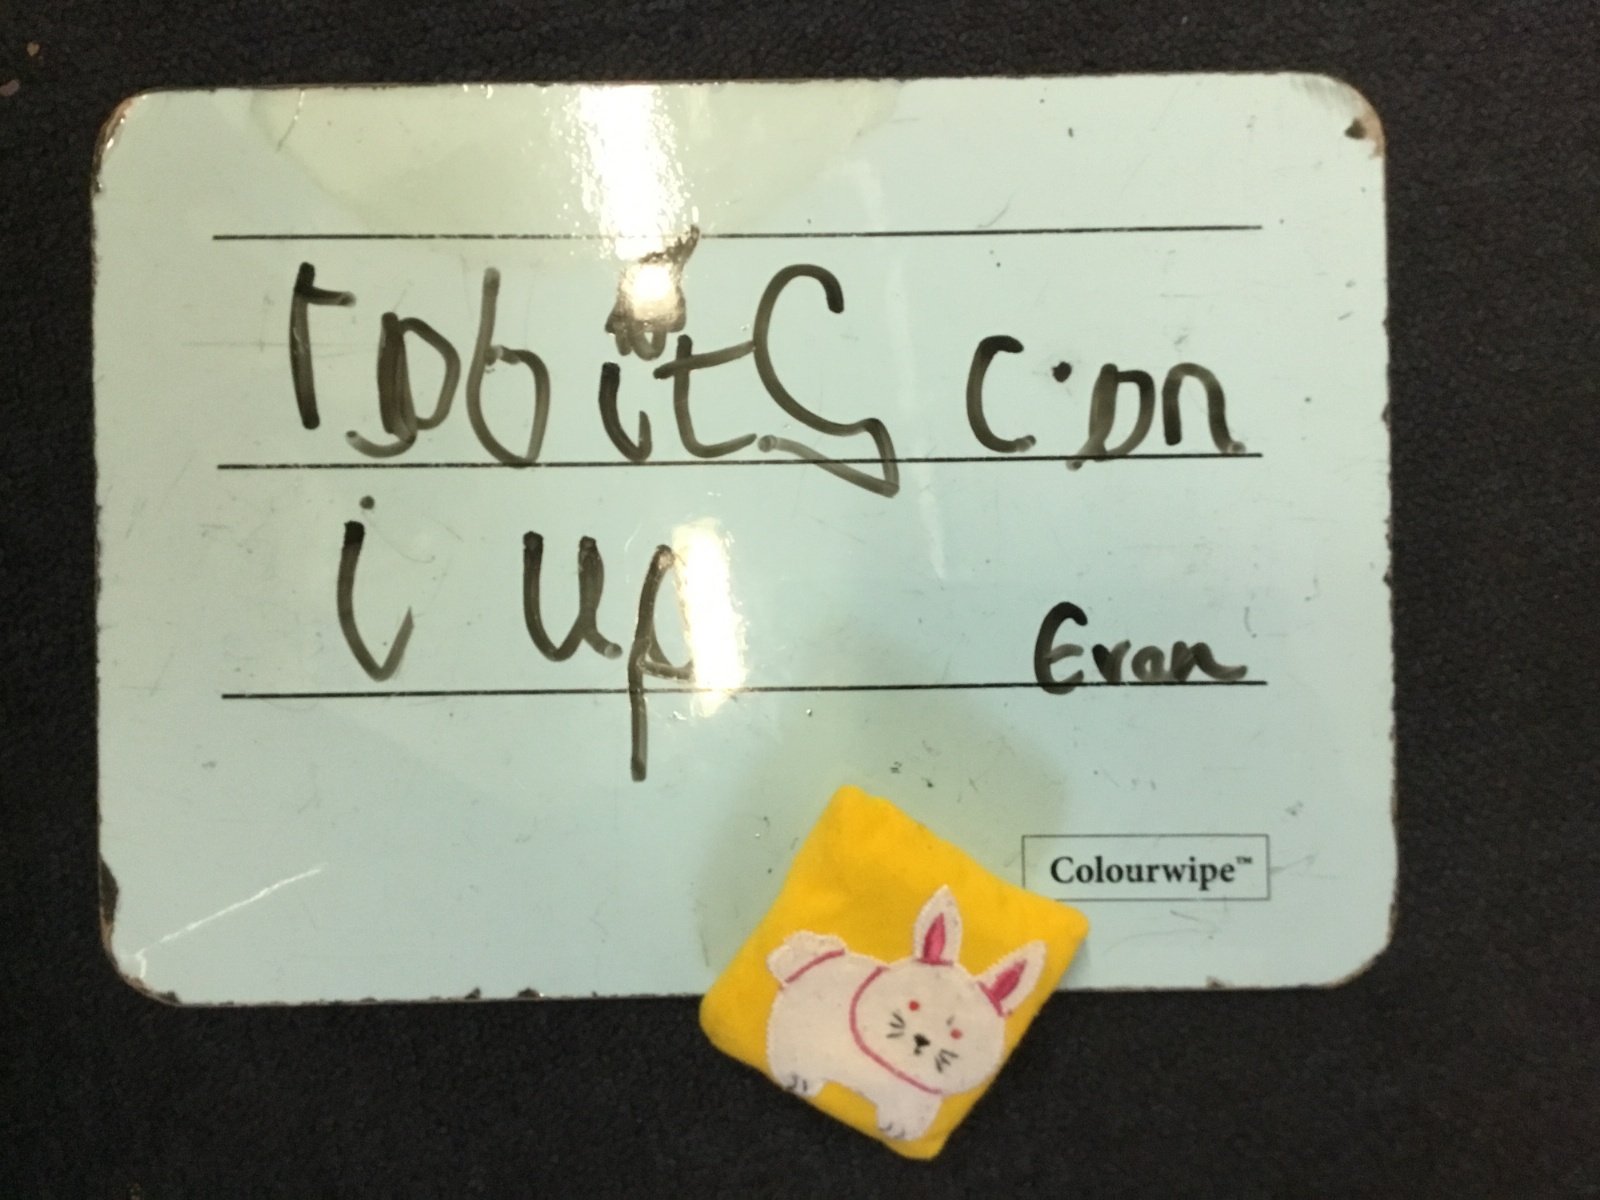 rabits can
i up Evan
Colourwipe™